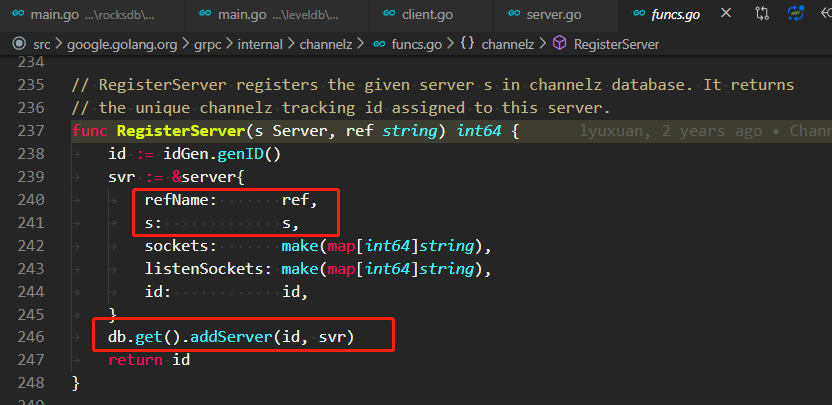 main.go ...\rocksdb\...
main.go ...\leveldb\...
client.go
server.go
funcs.go
src > google.golang.org > grpc > internal > channelz > funcs.go > {} channelz > RegisterServer
234
235 // RegisterServer registers the given server s in channelz database. It returns
236 // the unique channelz tracking id assigned to this server.
237 func RegisterServer(s Server, ref string) int64 { lyuxuan, 2 years ago • Chann
238 id := idGen.genID()
239 svr := &server{
240 refName: ref,
241 s: s,
242 sockets: make(map[int64]string),
243 listenSockets: make(map[int64]string),
244 id: id,
245 }
246 db.get().addServer(id, svr)
247 return id
248 }
249